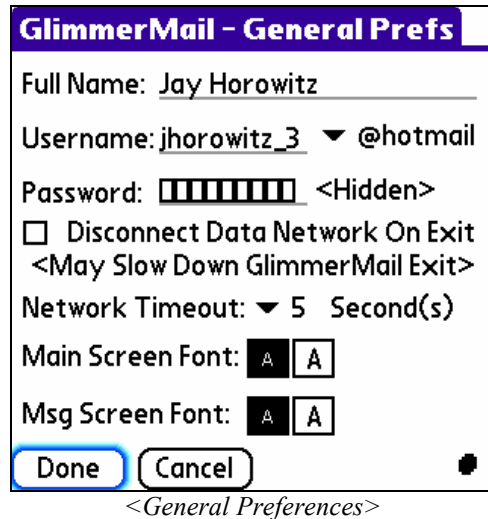 GlimmerMail - General Prefs
Full Name: Jay Horowitz
Username: jhorowitz_3 @hotmail
Password: <Hidden>
Disconnect Data Network On Exit
<May Slow Down GlimmerMail Exit>
Network Timeout: 5 Second(s)
Main Screen Font: A A
Msg Screen Font: A A
Done Cancel
<General Preferences>